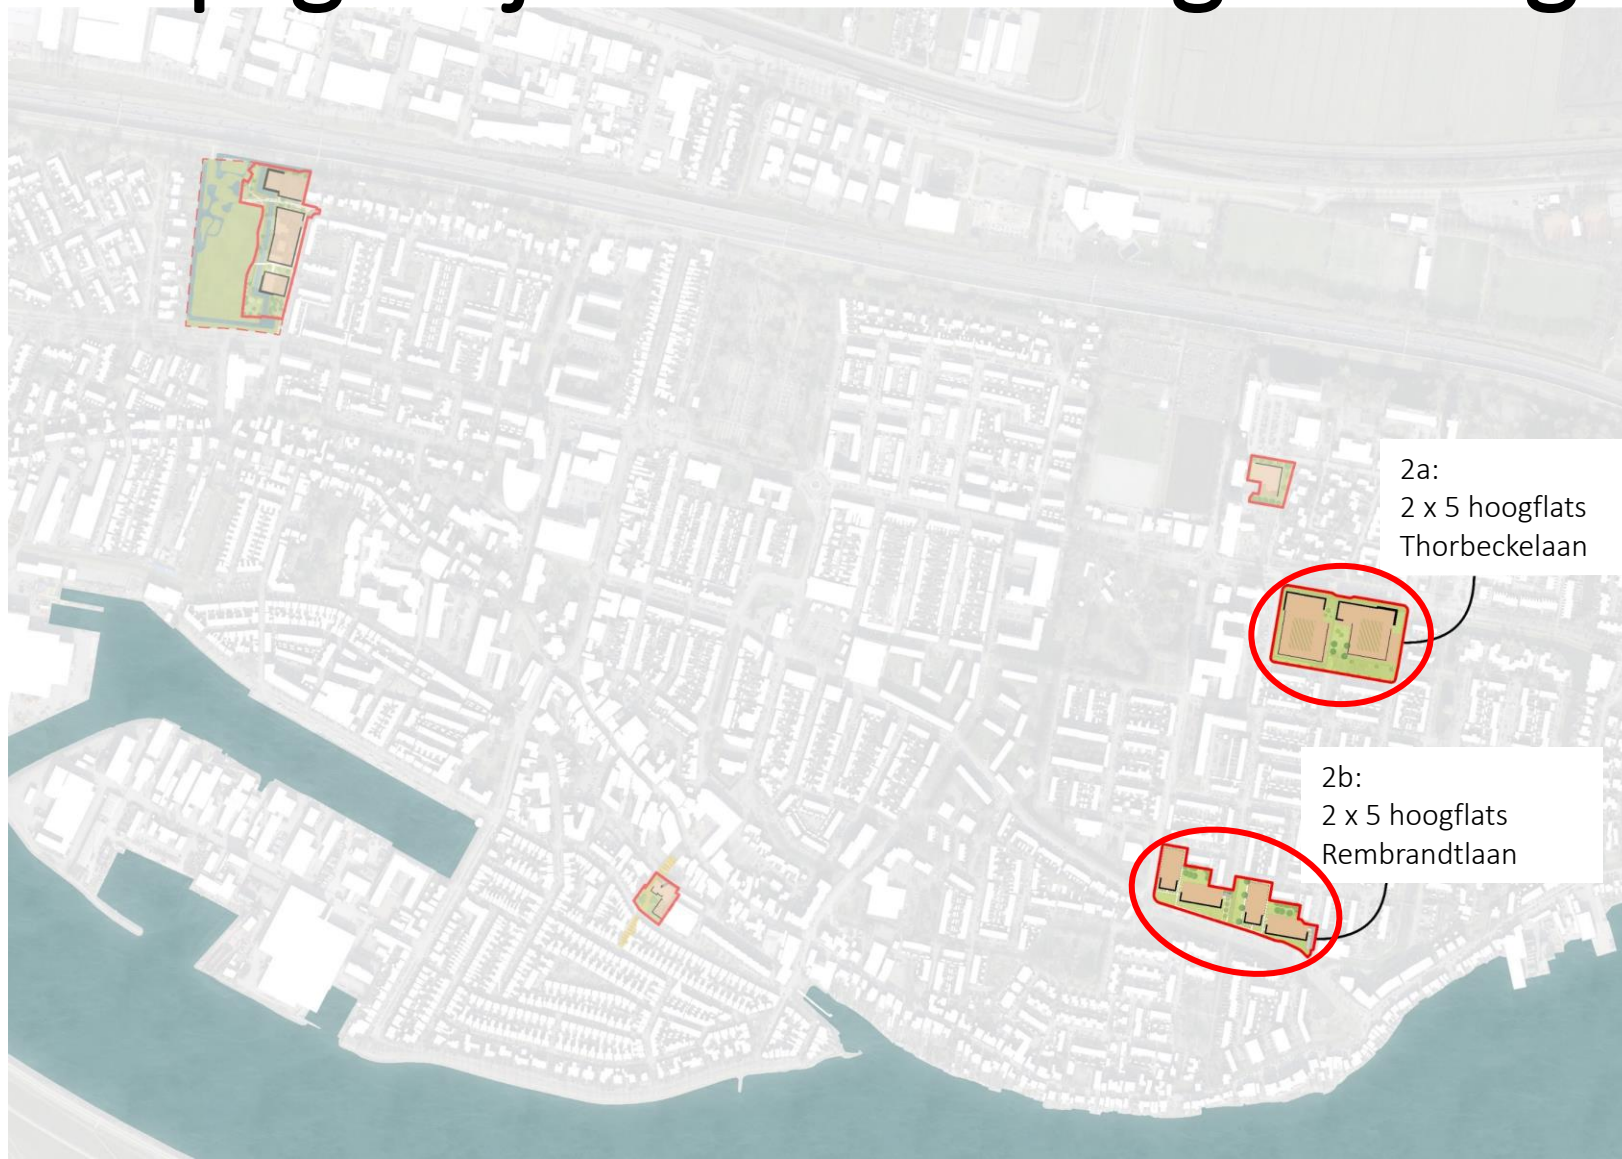 2a:
2 x 5 hoogflats
Thorbeckelaan
2b:
2 x 5 hoogflats
Rembrandtlaan